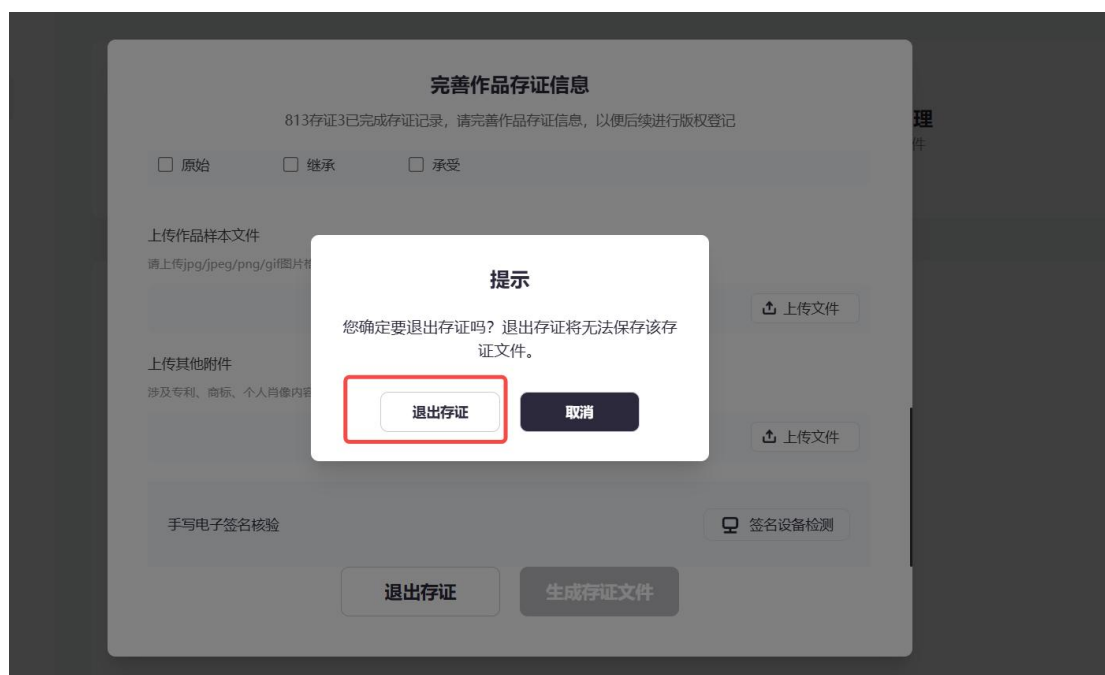 完善作品存证信息
813存证3已完成存证记录，请完善作品存证信息，以便后续进行版权登记
理
件
原始 继承 承受
上传作品样本文件
请上传jpg/jpeg/png/gif图片
上传文件
提示
您确定要退出存证吗？退出存证将无法保存该存
证文件。
退出存证 取消
上传其他附件
涉及专利、商标、个人肖像内容
上传文件
手写电子签名核验
签名设备检测
退出存证 生成存证文件